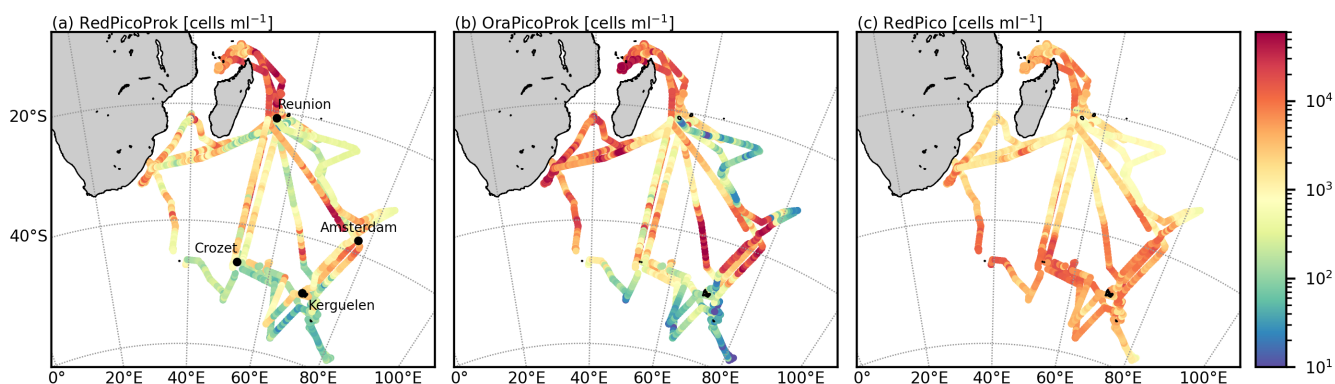 (a) RedPicoProk [cells ml⁻¹]
(b) OraPicoProk [cells ml⁻¹]
(c) RedPico [cells ml⁻¹]
Reunion
20°S
10⁴
10³
Amsterdam
40°S
Crozet
10²
Kerguelen
10¹
0° 20°E 40°E 60°E 80°E 100°E
0° 20°E 40°E 60°E 80°E 100°E
0° 20°E 40°E 60°E 80°E 100°E